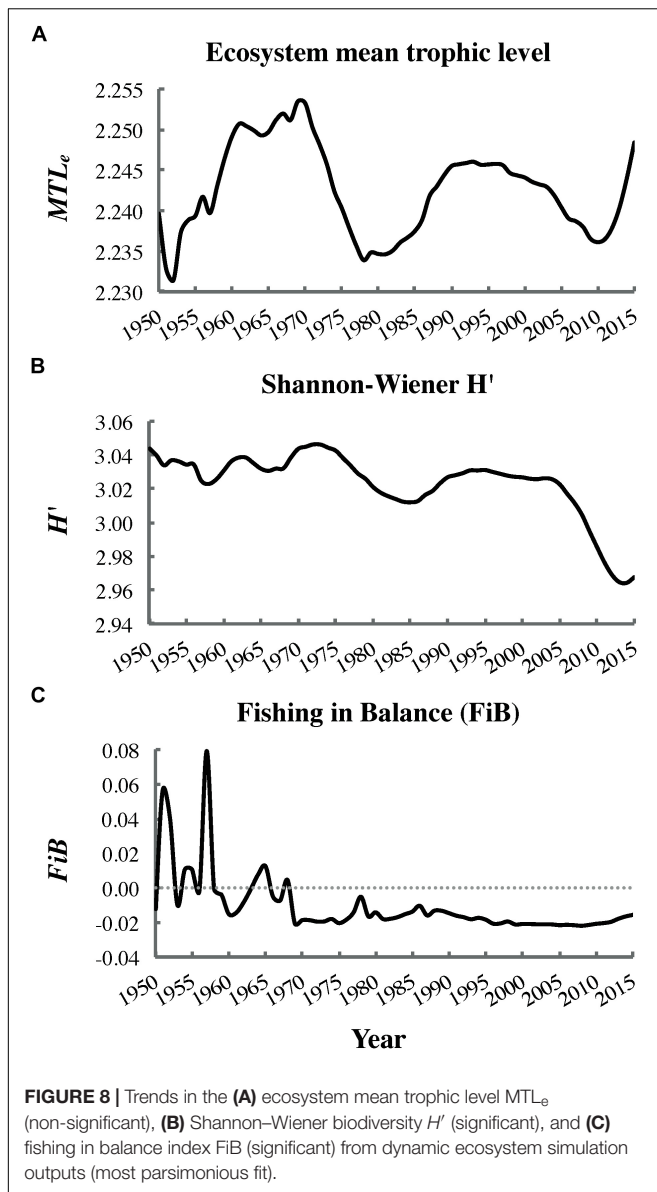 A
Ecosystem mean trophic level
2.255
2.250
2.245
2.240
2.235
2.230
MTLe
1950 1955 1960 1965 1970 1975 1980 1985 1990 1995 2000 2005 2010 2015
B
Shannon-Wiener H'
3.06
3.04
3.02
3.00
2.98
2.96
2.94
H'
1950 1955 1960 1965 1970 1975 1980 1985 1990 1995 2000 2005 2010 2015
C
Fishing in Balance (FiB)
0.08
0.06
0.04
0.02
0.00
-0.02
-0.04
FiB
1950 1955 1960 1965 1970 1975 1980 1985 1990 1995 2000 2005 2010 2015
Year
FIGURE 8 | Trends in the (A) ecosystem mean trophic level MTLe
(non-significant), (B) Shannon–Wiener biodiversity H′ (significant), and (C)
fishing in balance index FiB (significant) from dynamic ecosystem simulation
outputs (most parsimonious fit).